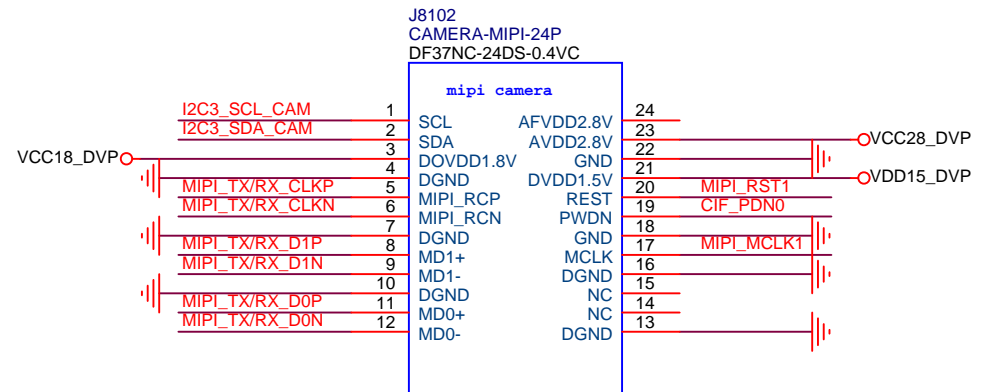 J8102
CAMERA-MIPI-24P
DF37NC-24DS-0.4VC
mipi camera
I2C3_SCL_CAM 1 SCL AFVDD2.8V 24
I2C3_SDA_CAM 2 SDA AVDD2.8V 23 VCC28_DVP
VCC18_DVP 3 DOVDD1.8V GND 22
4 DGND DVDD1.5V 21 VDD15_DVP
MIPI_TX/RX_CLKP 5 MIPI_RCP REST 20 MIPI_RST1
MIPI_TX/RX_CLKN 6 MIPI_RCN PWDN 19 CIF_PDN0
7 DGND GND 18
MIPI_TX/RX_D1P 8 MD1+ MCLK 17 MIPI_MCLK1
MIPI_TX/RX_D1N 9 MD1- DGND 16
10 DGND NC 15
MIPI_TX/RX_D0P 11 MD0+ NC 14
MIPI_TX/RX_D0N 12 MD0- DGND 13